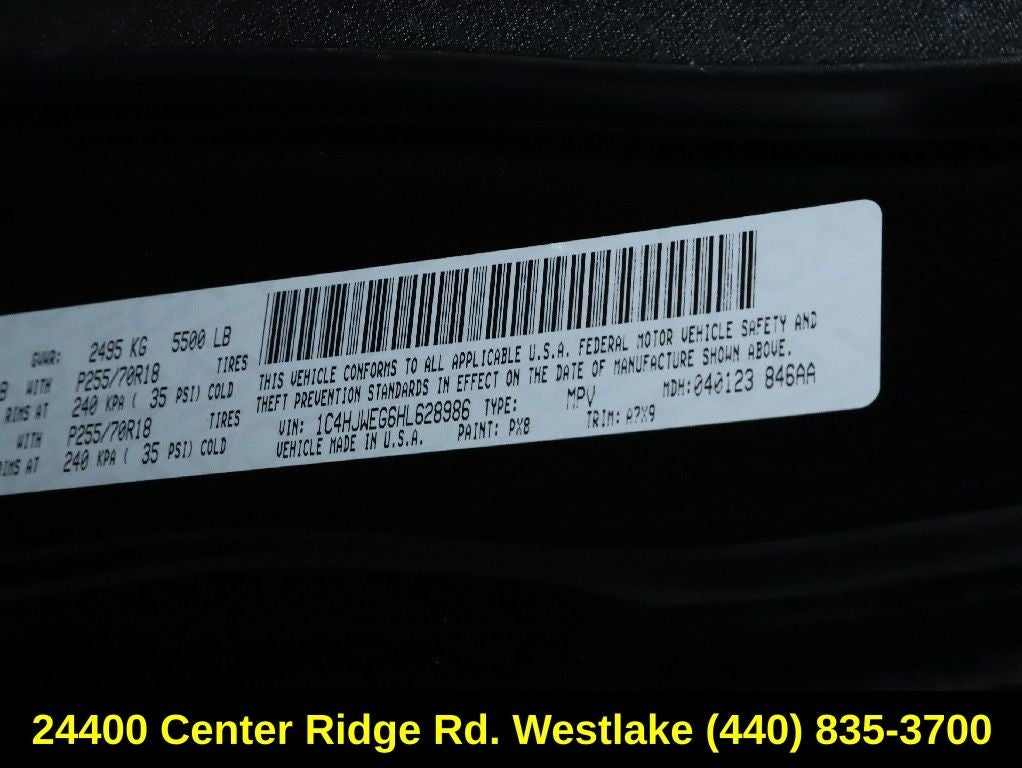 GVWR: 2495 KG 5500 LB
B WITH P255/70R18 TIRES
RIMS AT 240 KPA ( 35 PSI) COLD
WITH P255/70R18 TIRES
RIMS AT 240 KPA ( 35 PSI) COLD
THIS VEHICLE CONFORMS TO ALL APPLICABLE U.S.A. FEDERAL MOTOR VEHICLE SAFETY AND
THEFT PREVENTION STANDARDS IN EFFECT ON THE DATE OF MANUFACTURE SHOWN ABOVE.
VIN: 1C4HJWEG6HL628986 TYPE: MPV MDH:040123 846AA
VEHICLE MADE IN U.S.A. PAINT: PX8 TRIM: A7X9
24400 Center Ridge Rd. Westlake (440) 835-3700